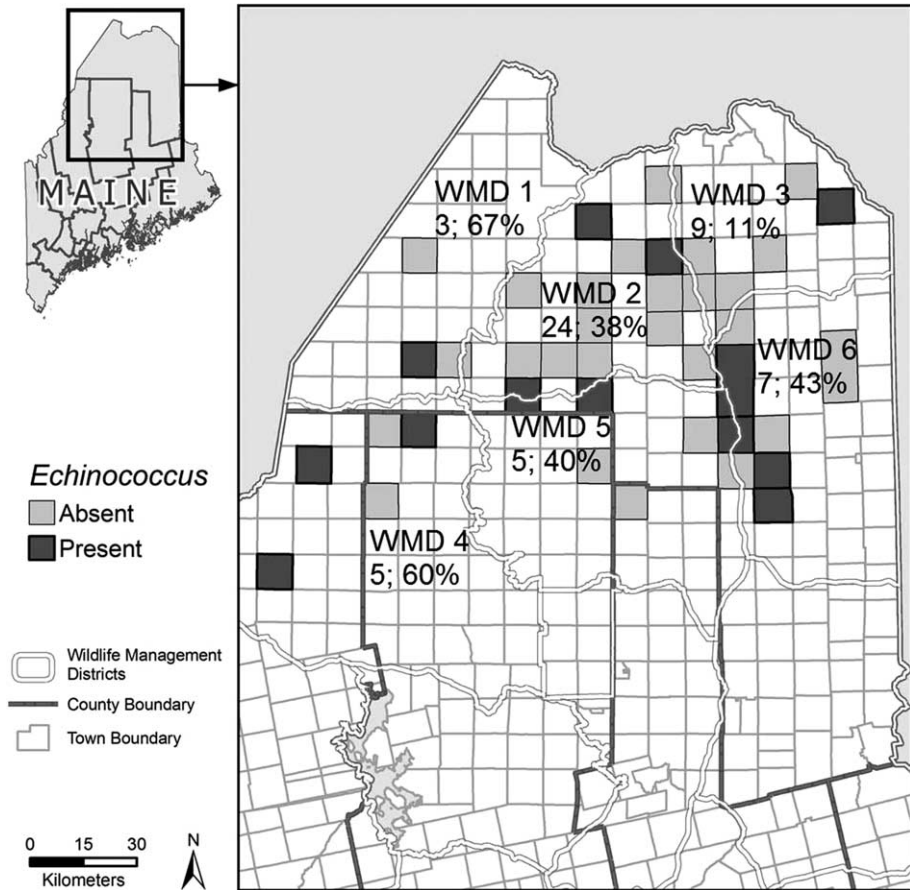 MAINE
WMD 1
3; 67%
WMD 3
9; 11%
WMD 2
24; 38%
WMD 6
7; 43%
WMD 5
5; 40%
WMD 4
5; 60%
Echinococcus
Absent
Present
Wildlife Management
Districts
County Boundary
Town Boundary
0 15 30
Kilometers
N